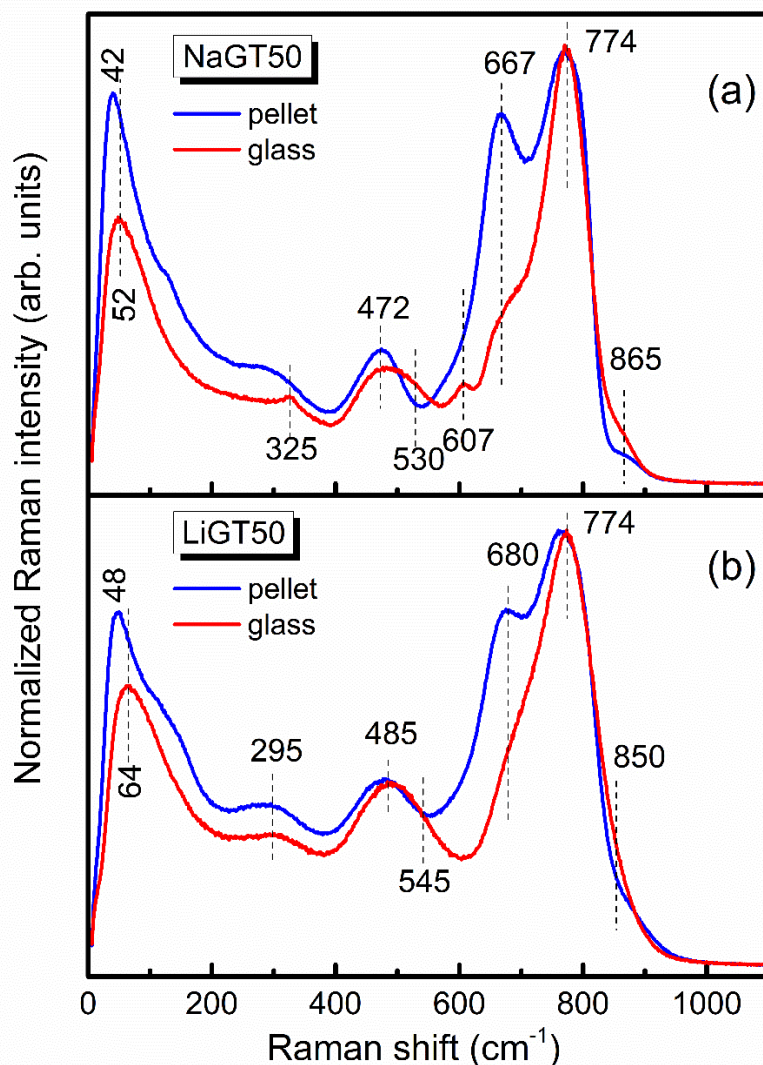 Normalized Raman intensity (arb. units)
NaGT50
pellet
glass
(a)
42
52
325
472
530
607
667
774
865
LiGT50
pellet
glass
(b)
48
64
295
485
545
680
774
850
0 200 400 600 800 1000
Raman shift (cm⁻¹)